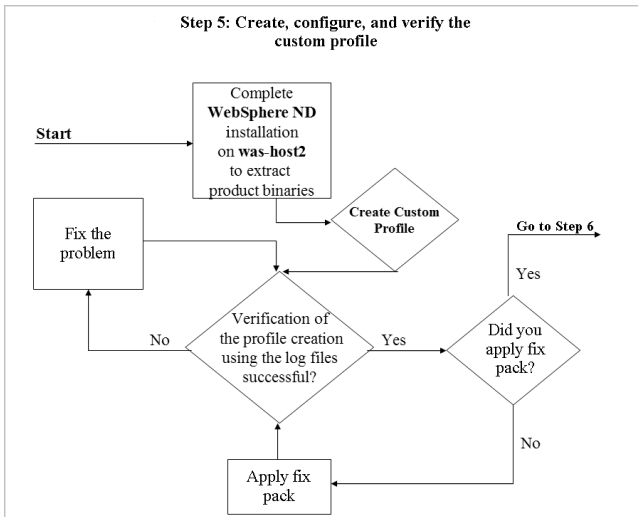 Step 5: Create, configure, and verify the
custom profile
Start
Complete
WebSphere ND
installation
on was-host2
to extract
product binaries
Create Custom
Profile
Fix the
problem
Go to Step 6
Yes
Verification of
the profile creation
using the log files
successful?
No
Yes
Did you
apply fix
pack?
No
Apply fix
pack